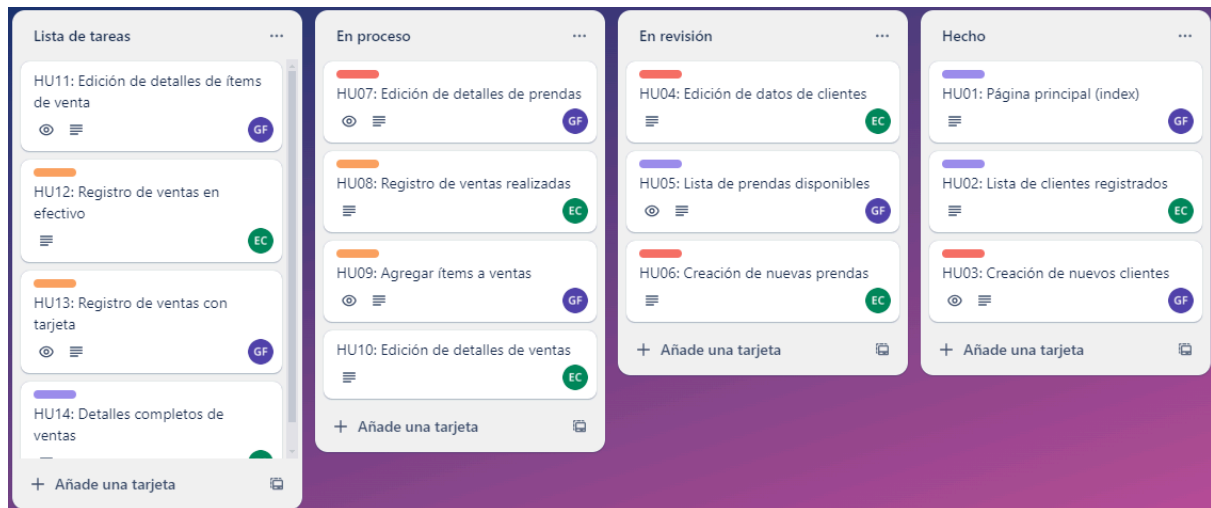 Lista de tareas
HU11: Edición de detalles de ítems
de venta
GF
HU12: Registro de ventas en
efectivo
EC
HU13: Registro de ventas con
tarjeta
GF
HU14: Detalles completos de
ventas
+ Añade una tarjeta
En proceso
HU07: Edición de detalles de prendas
GF
HU08: Registro de ventas realizadas
EC
HU09: Agregar ítems a ventas
GF
HU10: Edición de detalles de ventas
EC
+ Añade una tarjeta
En revisión
HU04: Edición de datos de clientes
EC
HU05: Lista de prendas disponibles
GF
HU06: Creación de nuevas prendas
EC
+ Añade una tarjeta
Hecho
HU01: Página principal (index)
GF
HU02: Lista de clientes registrados
EC
HU03: Creación de nuevos clientes
GF
+ Añade una tarjeta